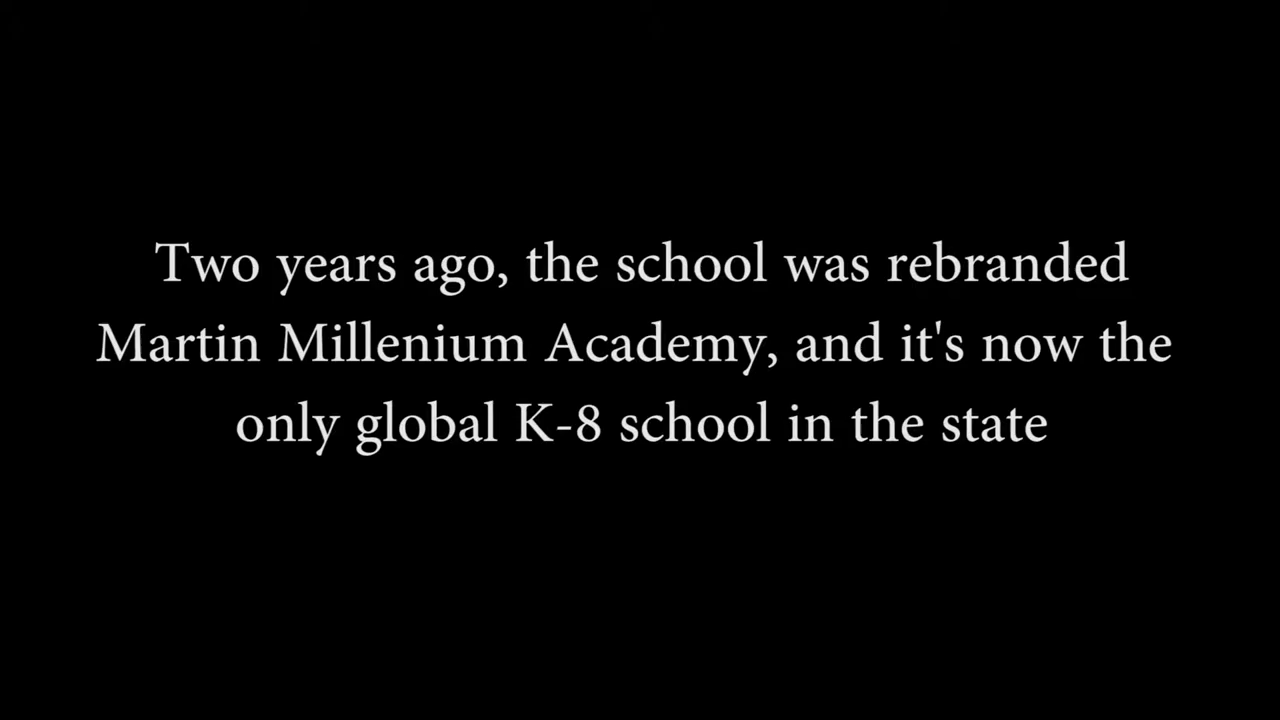 Two years ago, the school was rebranded
Martin Millenium Academy, and it's now the
only global K-8 school in the state